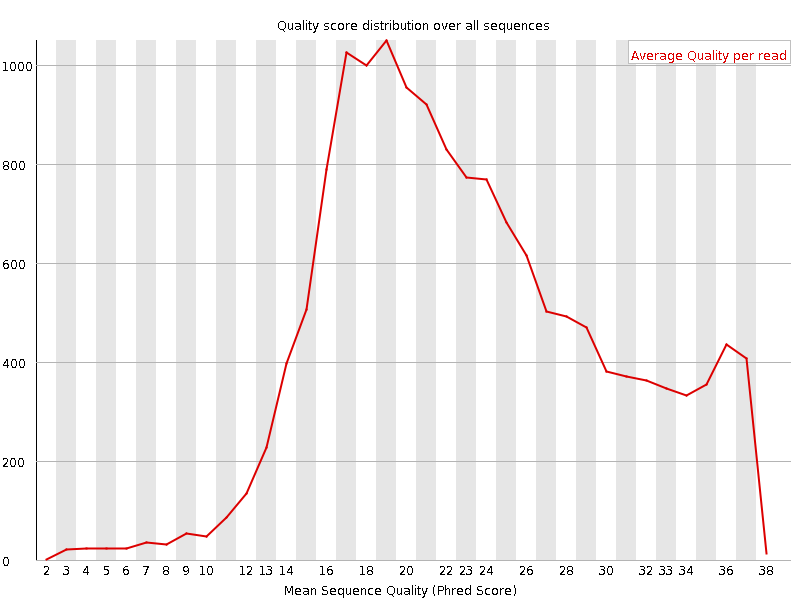 Quality score distribution over all sequences
Average Quality per read
1000
800
600
400
200
0
2 3 4 5 6 7 8 9 10 12 13 14 16 18 20 22 23 24 26 28 30 32 33 34 36 38
Mean Sequence Quality (Phred Score)